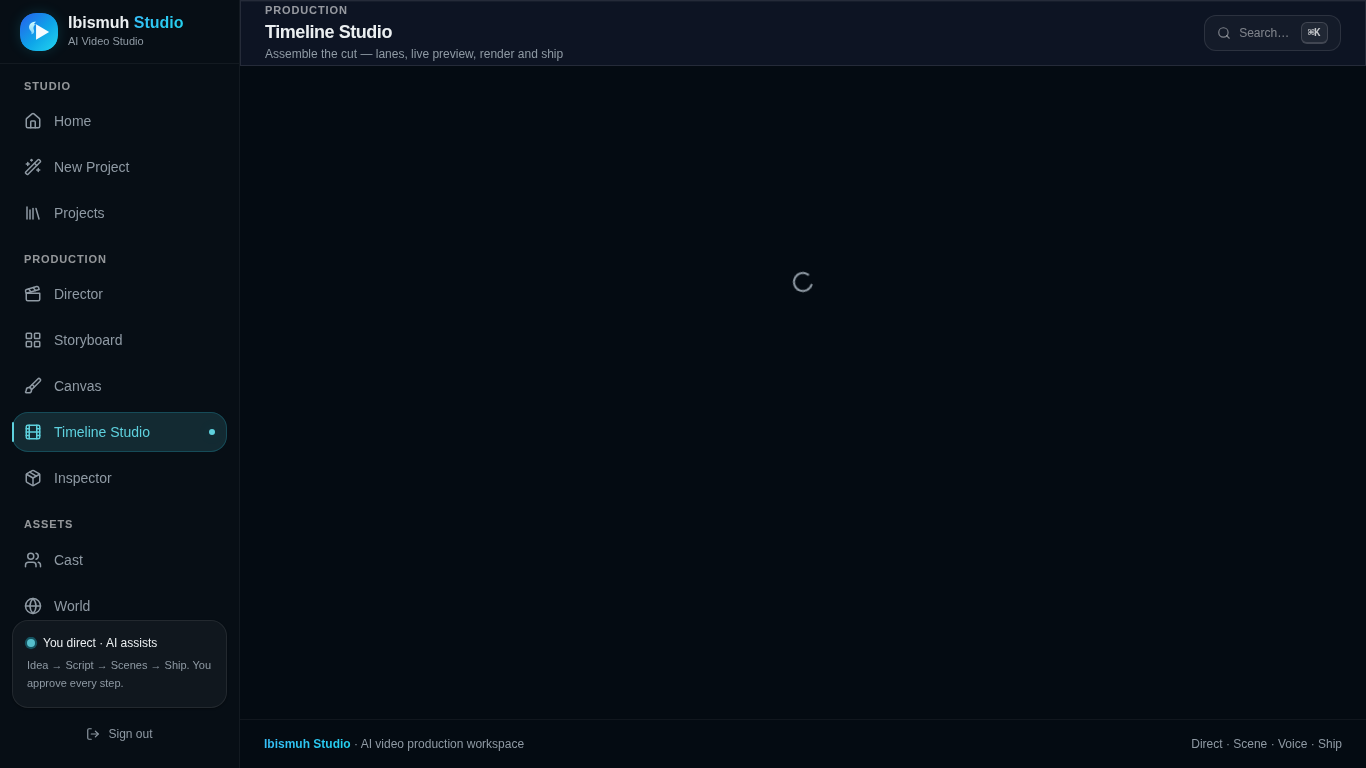 Ibismuh Studio
AI Video Studio
STUDIO
Home
New Project
Projects
PRODUCTION
Director
Storyboard
Canvas
Timeline Studio
Inspector
ASSETS
Cast
World
You direct · AI assists
Idea → Script → Scenes → Ship. You
approve every step.
Sign out
PRODUCTION
Timeline Studio
Assemble the cut — lanes, live preview, render and ship
Search…
⌘K
Ibismuh Studio · AI video production workspace
Direct · Scene · Voice · Ship